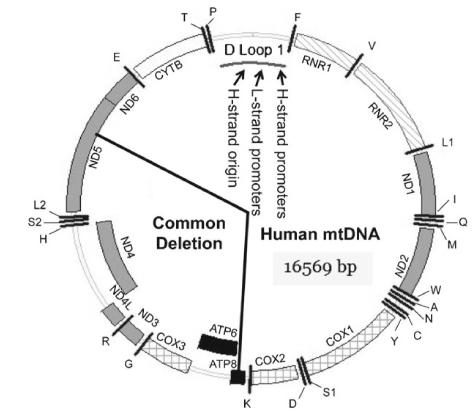 T
P
F
D Loop 1
V
E
CYTB
RNR1
ND6
RNR2
H-strand origin
L-strand promoters
H-strand promoters
ND5
L1
ND1
L2
S2
H
I
Q
M
Common
Deletion
Human mtDNA
16569 bp
ND4
ND2
W
A
N
C
Y
ND4L
ND3
R
G
COX3
ATP6
ATP8
COX2
COX1
K
D
S1